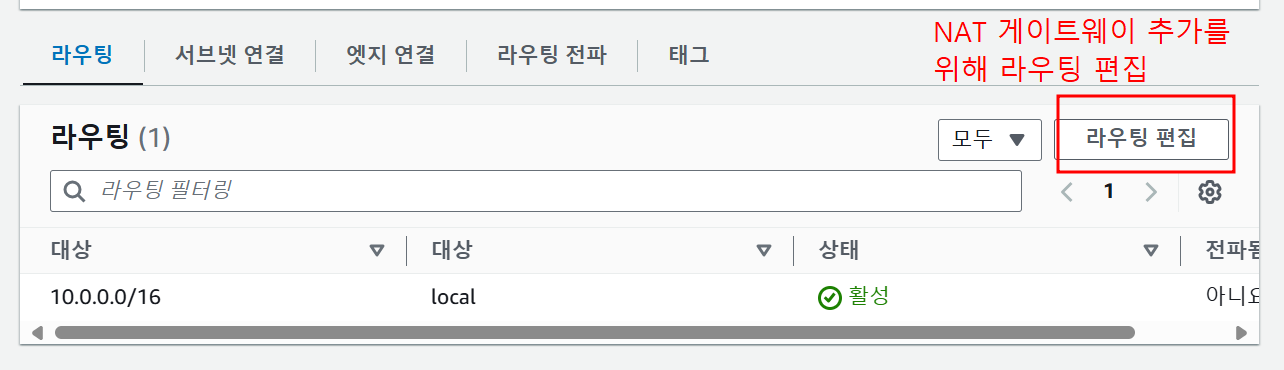 라우팅 서브넷 연결 엣지 연결 라우팅 전파 태그
NAT 게이트웨이 추가를
위해 라우팅 편집
라우팅 (1) 모두 라우팅 편집
라우팅 필터링 1
대상 대상 상태 전파됨
10.0.0.0/16 local 활성 아니요